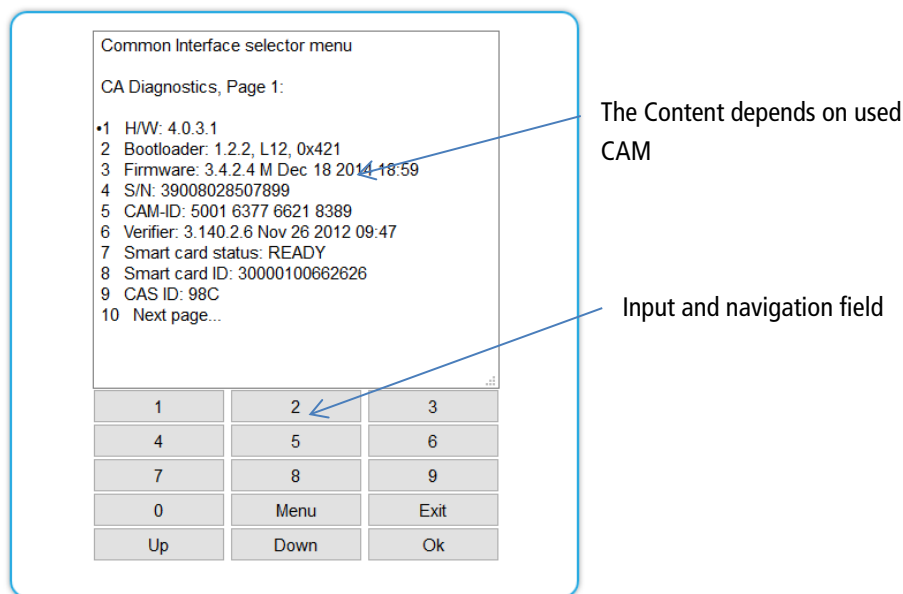 Common Interface selector menu
CA Diagnostics, Page 1:
•1 H/W: 4.0.3.1
2 Bootloader: 1.2.2, L12, 0x421
3 Firmware: 3.4.2.4 M Dec 18 2014 18:59
4 S/N: 39008028507899
5 CAM-ID: 5001 6377 6621 8389
6 Verifier: 3.140.2.6 Nov 26 2012 09:47
7 Smart card status: READY
8 Smart card ID: 30000100662626
9 CAS ID: 98C
10 Next page...
1 2 3
4 5 6
7 8 9
0 Menu Exit
Up Down Ok
The Content depends on used
CAM
Input and navigation field